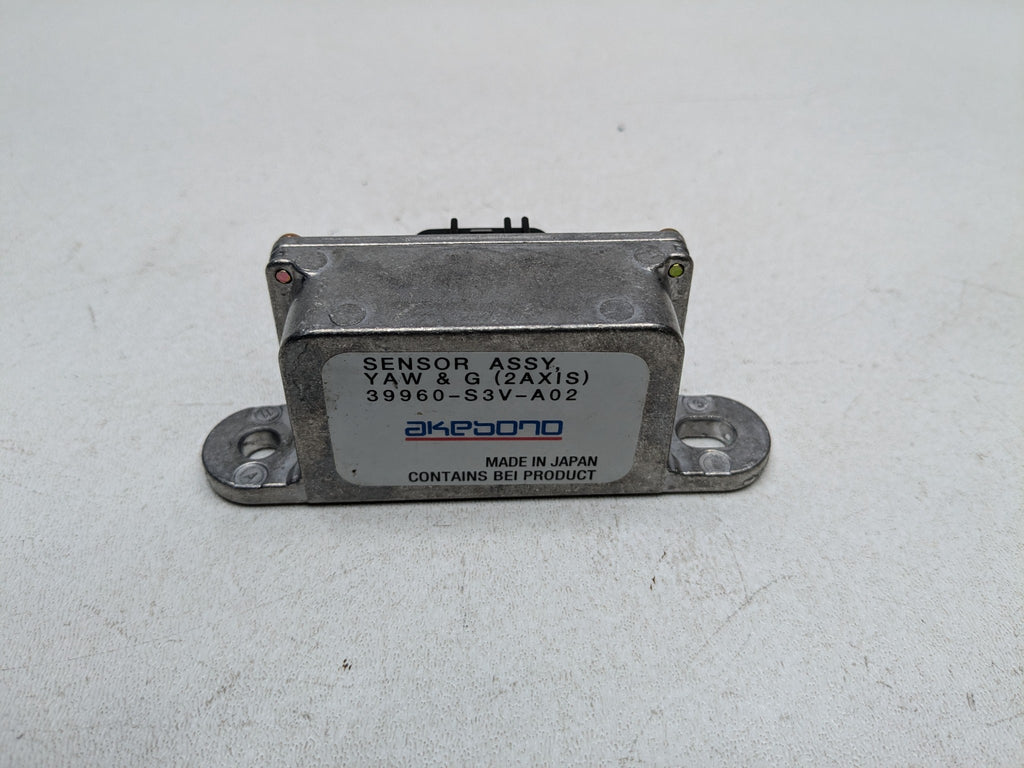 SENSOR ASSY,
YAW & G (2AXIS)
39960-S3V-A02
akebono
MADE IN JAPAN
CONTAINS BEI PRODUCT